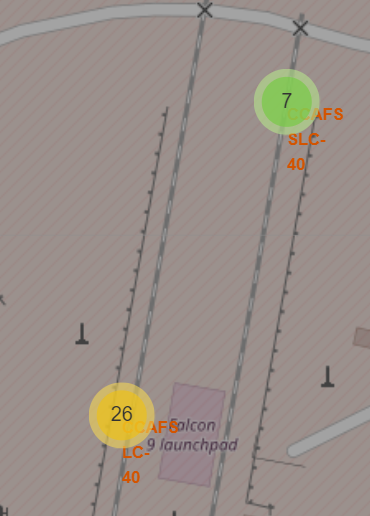 7
CCAFS
SLC-
40
26
CCAFS
LC-
40
Falcon
9 launchpad